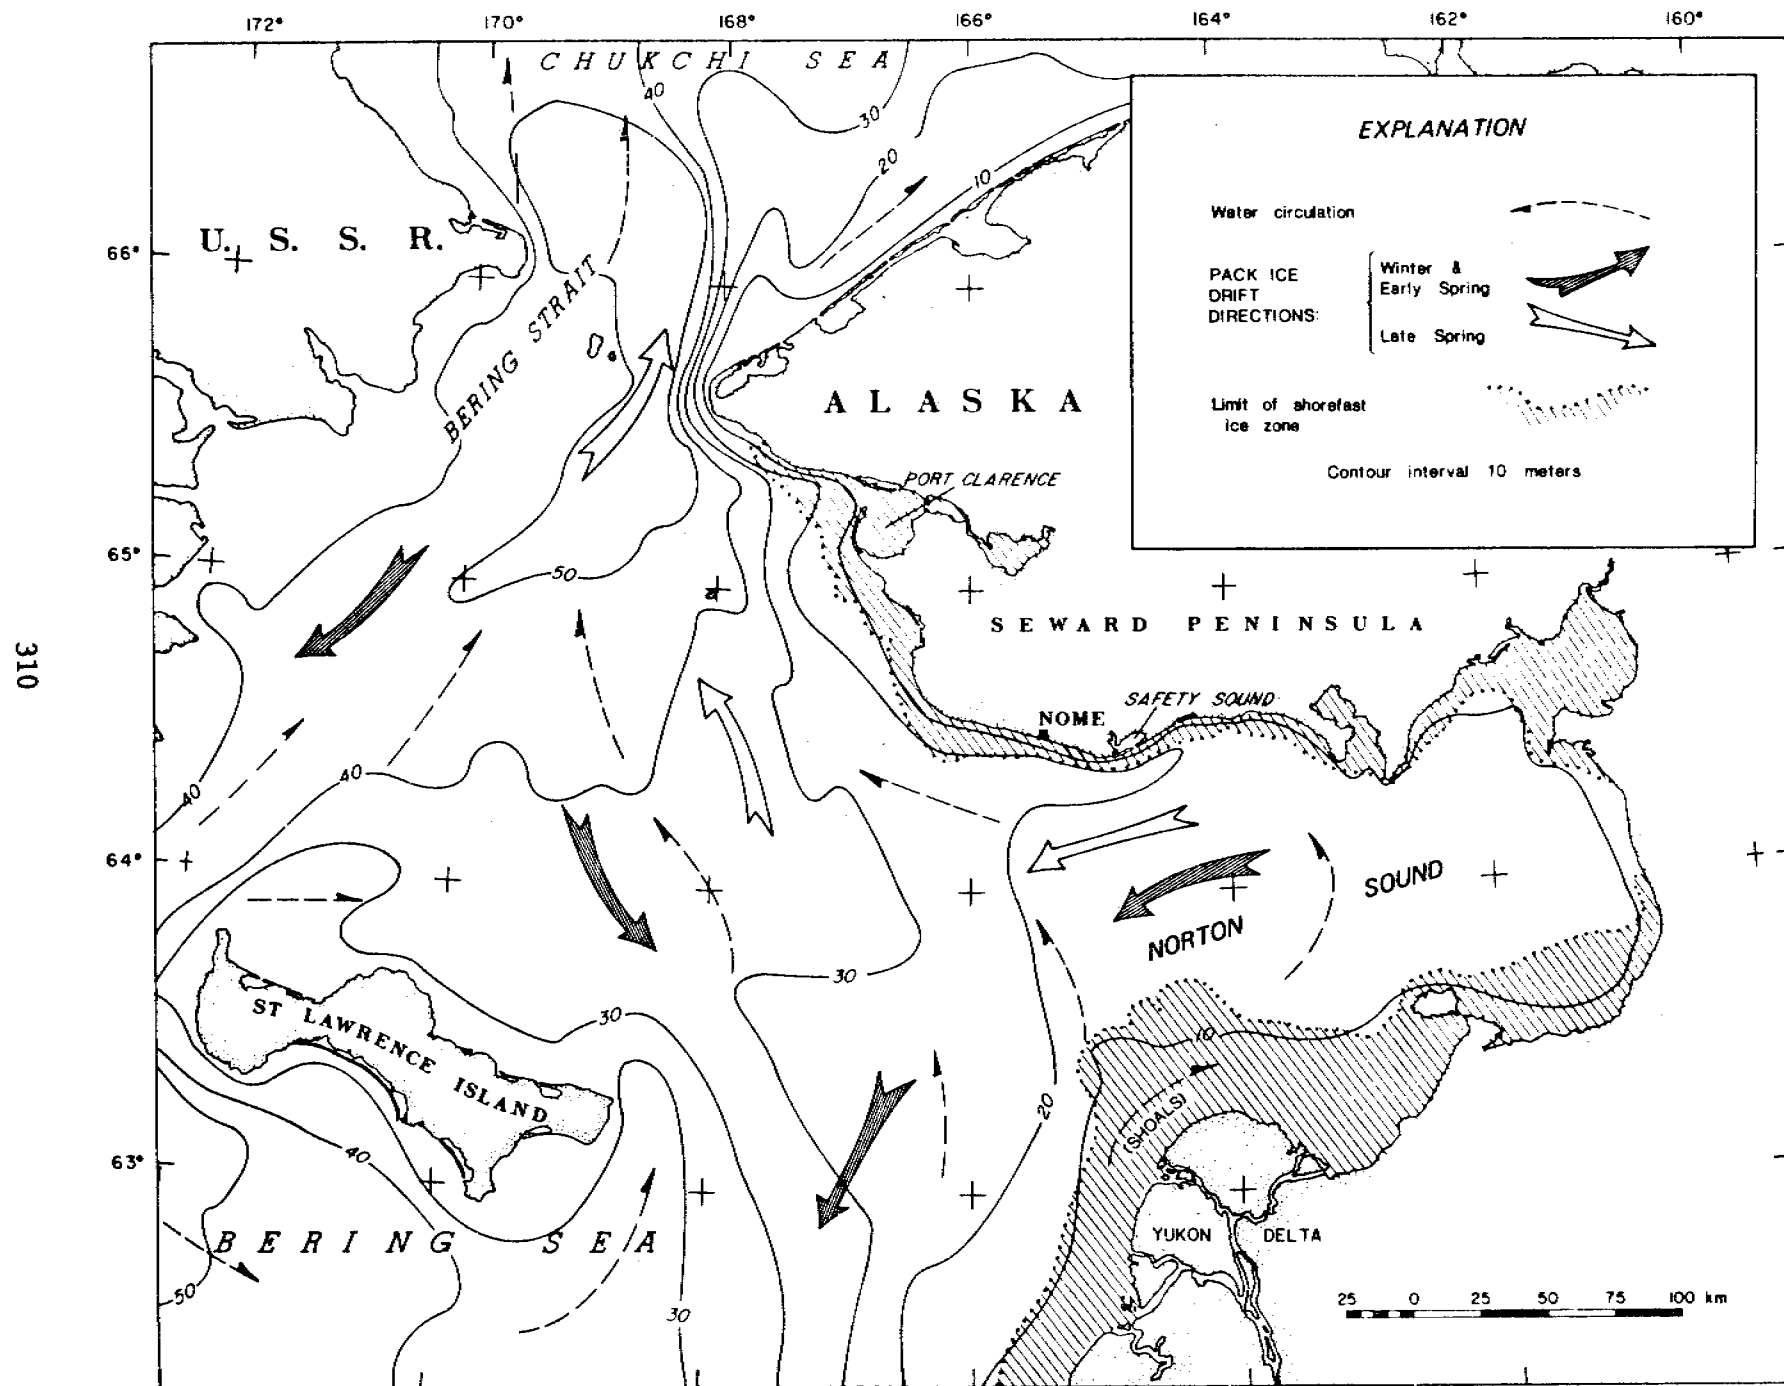 172° 170° 168° 166° 164° 162° 160°
CHUKCHI SEA
40
30
20
10
U. S. S. R.
66°
BERING STRAIT
ALASKA
PORT CLARENCE
65°
50
SEWARD PENINSULA
310
SAFETY SOUND
NOME
40
40
64°
SOUND
NORTON
30
ST LAWRENCE ISLAND
30
10
20
(SHOALS)
40
63°
BERING SEA
YUKON DELTA
50
30
25 0 25 50 75 100 km
EXPLANATION
Water circulation
PACK ICE
DRIFT
DIRECTIONS:
Winter &
Early Spring
Late Spring
Limit of shorefast
ice zone
Contour interval 10 meters